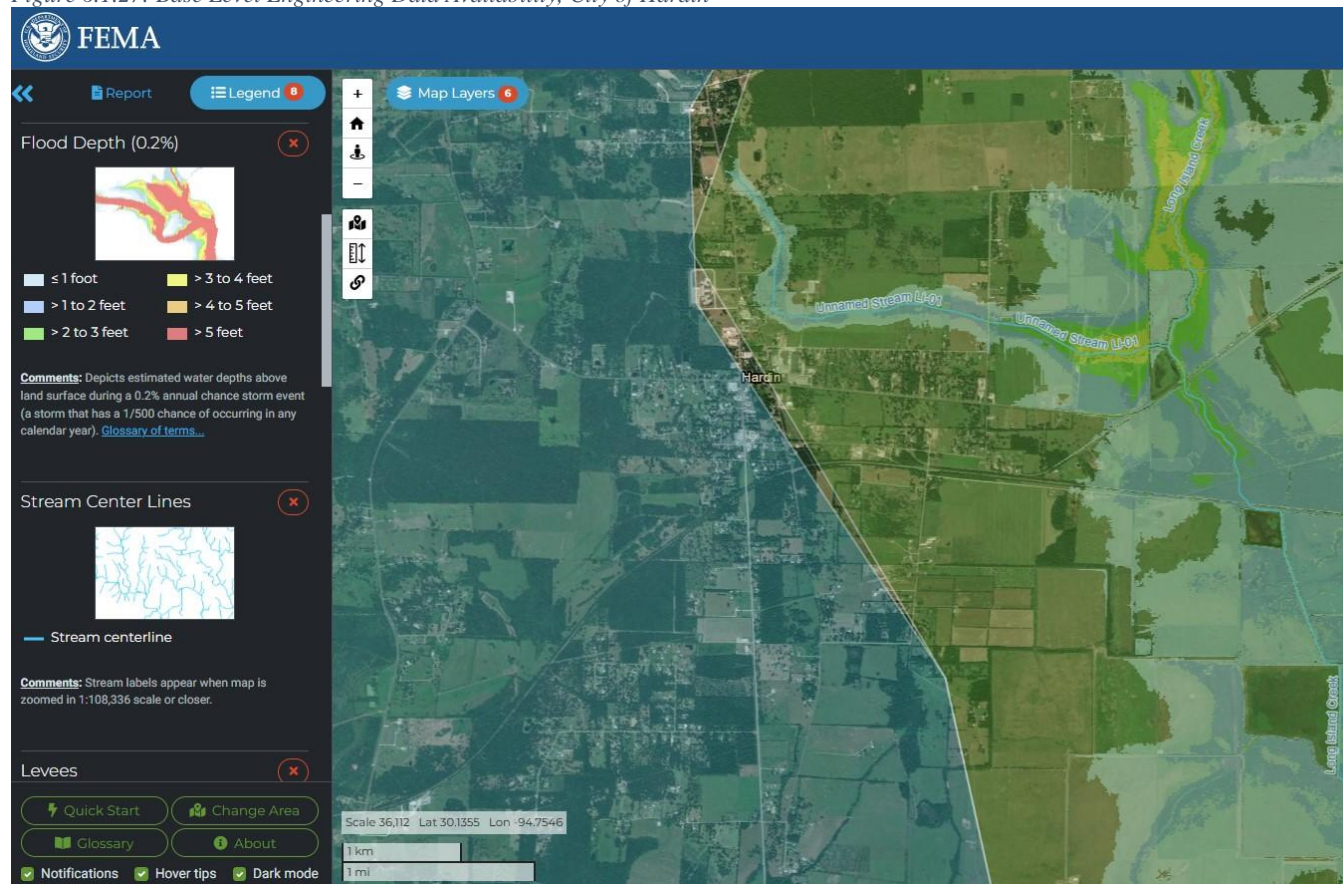 Figure 6.1.27: Base Level Engineering Data Availability, City of Hardin
FEMA
Report
Legend 8
Map Layers 6
Flood Depth (0.2%)
≤ 1 foot
> 3 to 4 feet
> 1 to 2 feet
> 4 to 5 feet
> 2 to 3 feet
> 5 feet
Comments: Depicts estimated water depths above
land surface during a 0.2% annual chance storm event
(a storm that has a 1/500 chance of occurring in any
calendar year). Glossary of terms...
Stream Center Lines
Stream centerline
Comments: Stream labels appear when map is
zoomed in 1:108,336 scale or closer.
Levees
Quick Start
Change Area
Glossary
About
Notifications
Hover tips
Dark mode
Long Island Creek
Unnamed Stream LI-01
Unnamed Stream LI-01
Hardin
Long Island Creek
Scale 36,112 Lat 30.1355 Lon -94.7546
1 km
1 mi